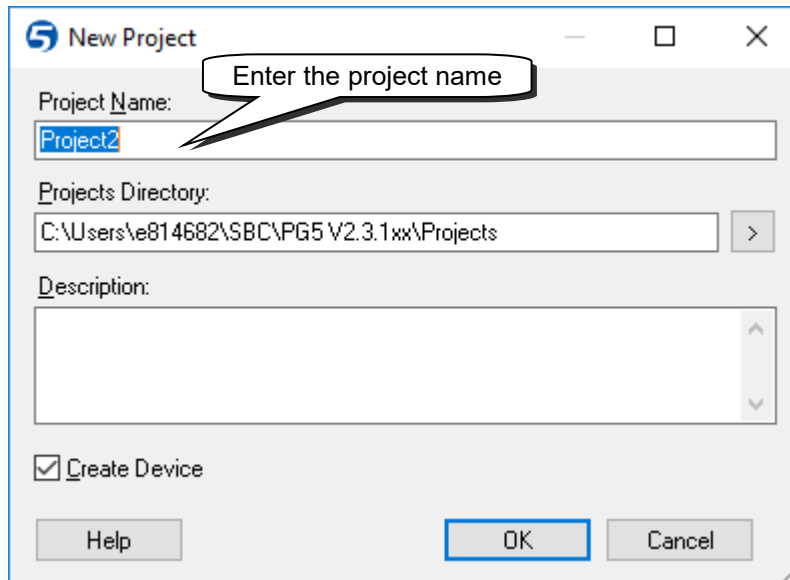 New Project
Enter the project name
Project Name:
Project2
Projects Directory:
C:\Users\e814682\SBC\PG5 V2.3.1xx\Projects
>
Description:
Create Device
Help
OK
Cancel